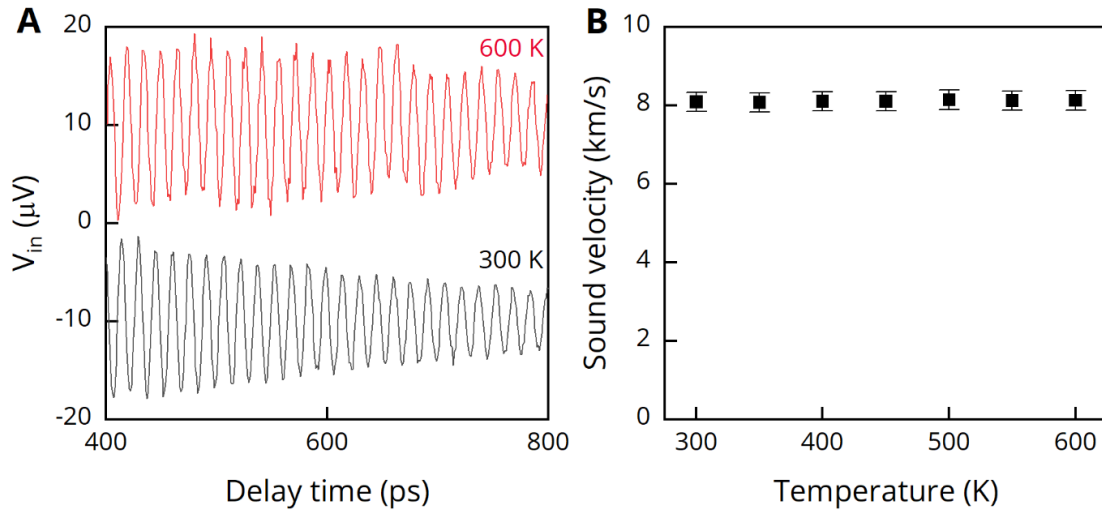 A
20
10
0
-10
-20
V_in (μV)
600 K
300 K
400
600
800
Delay time (ps)
B
10
8
6
4
2
0
Sound velocity (km/s)
300
400
500
600
Temperature (K)